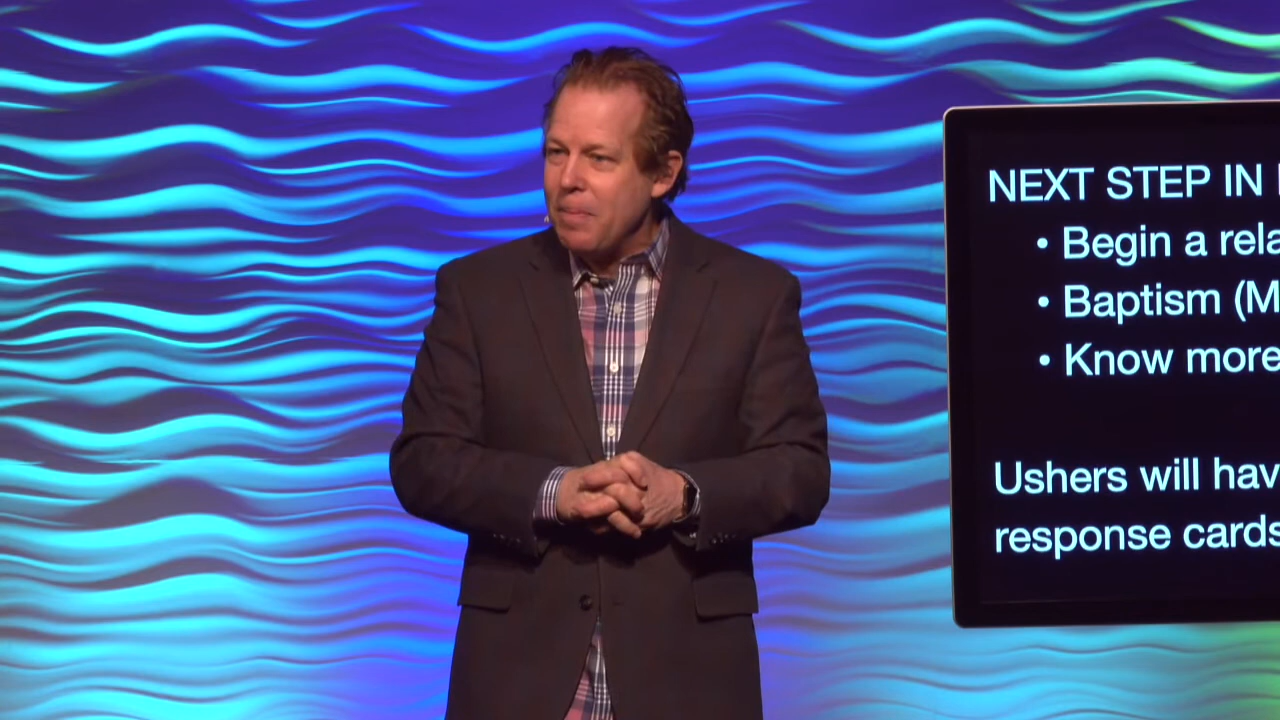 NEXT STEP IN
• Begin a rela
• Baptism (M
• Know more
Ushers will hav
response cards